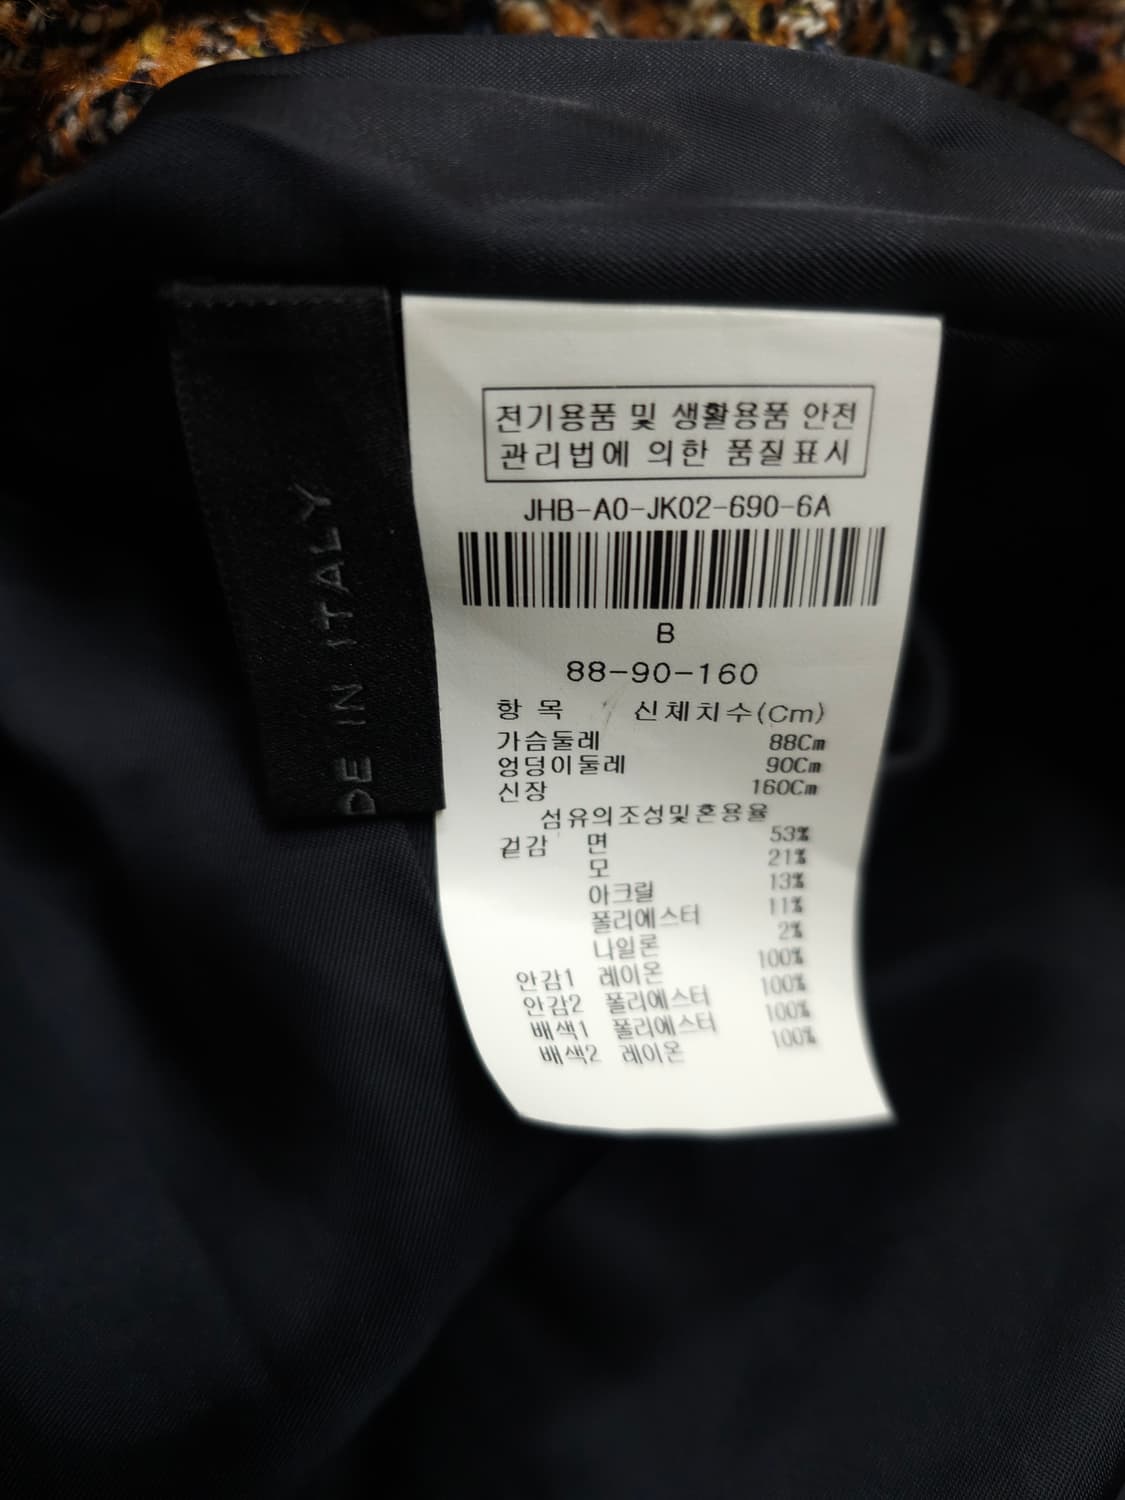 DE IN ITALY
전기용품 및 생활용품 안전
관리법에 의한 품질표시
JHB-A0-JK02-690-6A
B
88-90-160
항 목 신체치수(Cm)
가슴둘레 88Cm
엉덩이둘레 90Cm
신장 160Cm
섬유의조성및혼용율
겉감 면 53%
모 21%
아크릴 13%
폴리에스터 11%
나일론 2%
안감1 레이온 100%
안감2 폴리에스터 100%
배색1 폴리에스터 100%
배색2 레이온 100%